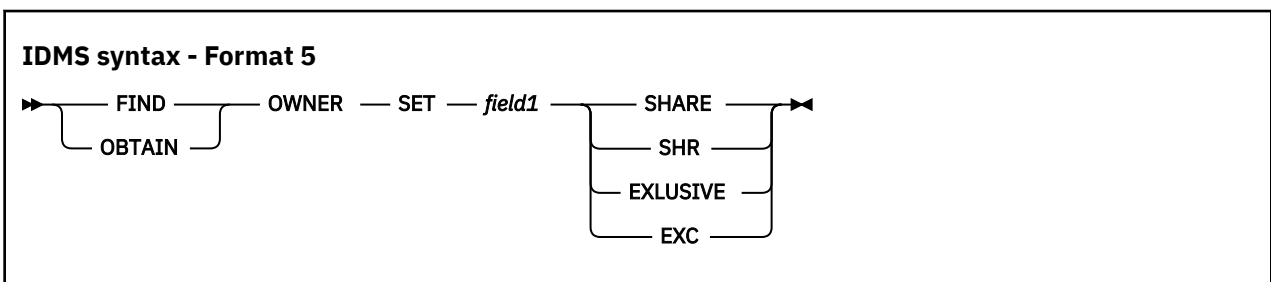 IDMS syntax - Format 5
FIND OWNER SET field1 SHARE
OBTAIN SHR
EXLUSIVE
EXC